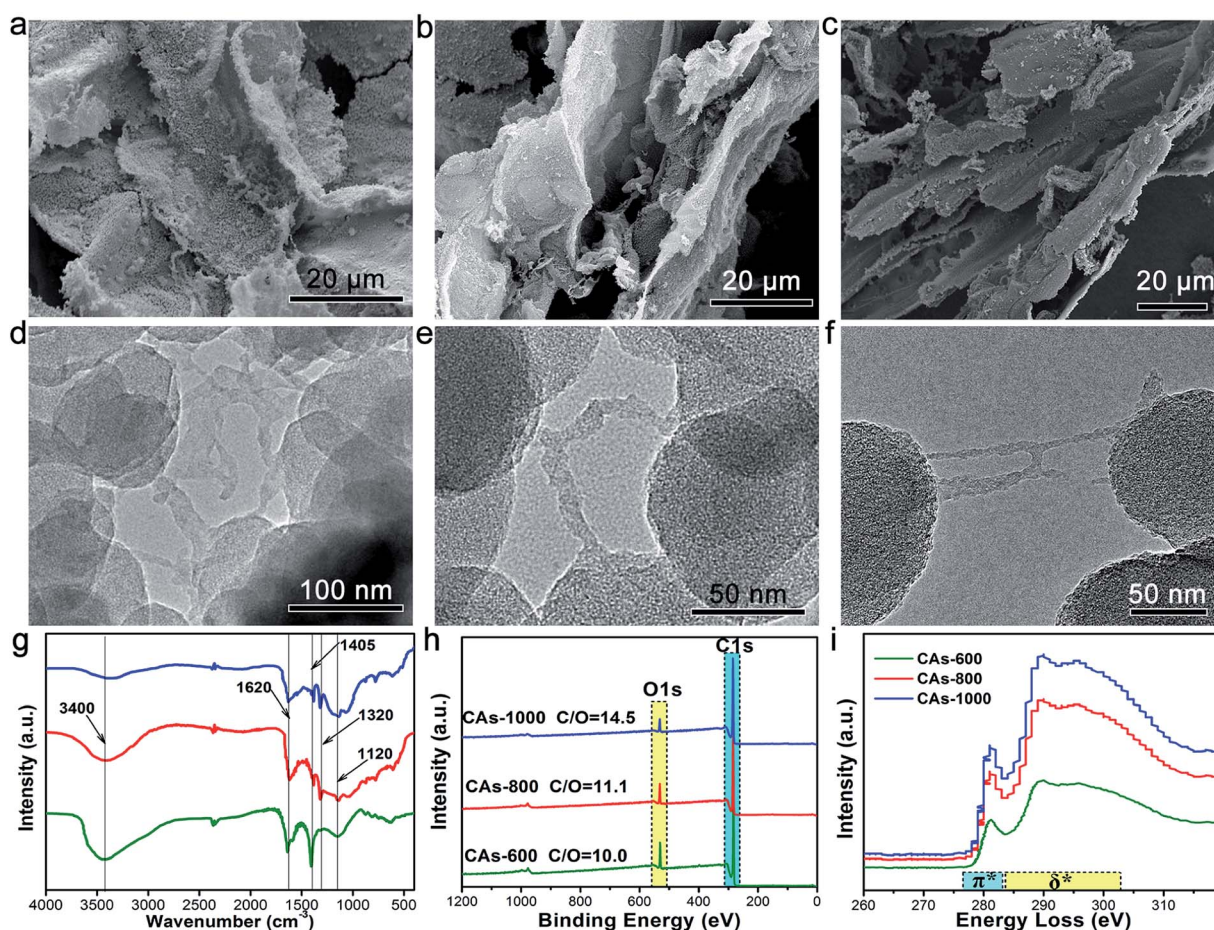 a
b
c
20 µm
20 µm
20 µm
d
e
f
100 nm
50 nm
50 nm
g
1405
1620
3400
1320
1120
Intensity (a.u.)
4000 3500 3000 2500 2000 1500 1000 500
Wavenumber (cm⁻³)
h
C1s
O1s
CAs-1000 C/O=14.5
CAs-800 C/O=11.1
CAs-600 C/O=10.0
Intensity (a.u.)
1200 1000 800 600 400 200 0
Binding Energy (eV)
i
CAs-600
CAs-800
CAs-1000
Intensity (a.u.)
π* δ*
260 270 280 290 300 310
Energy Loss (eV)